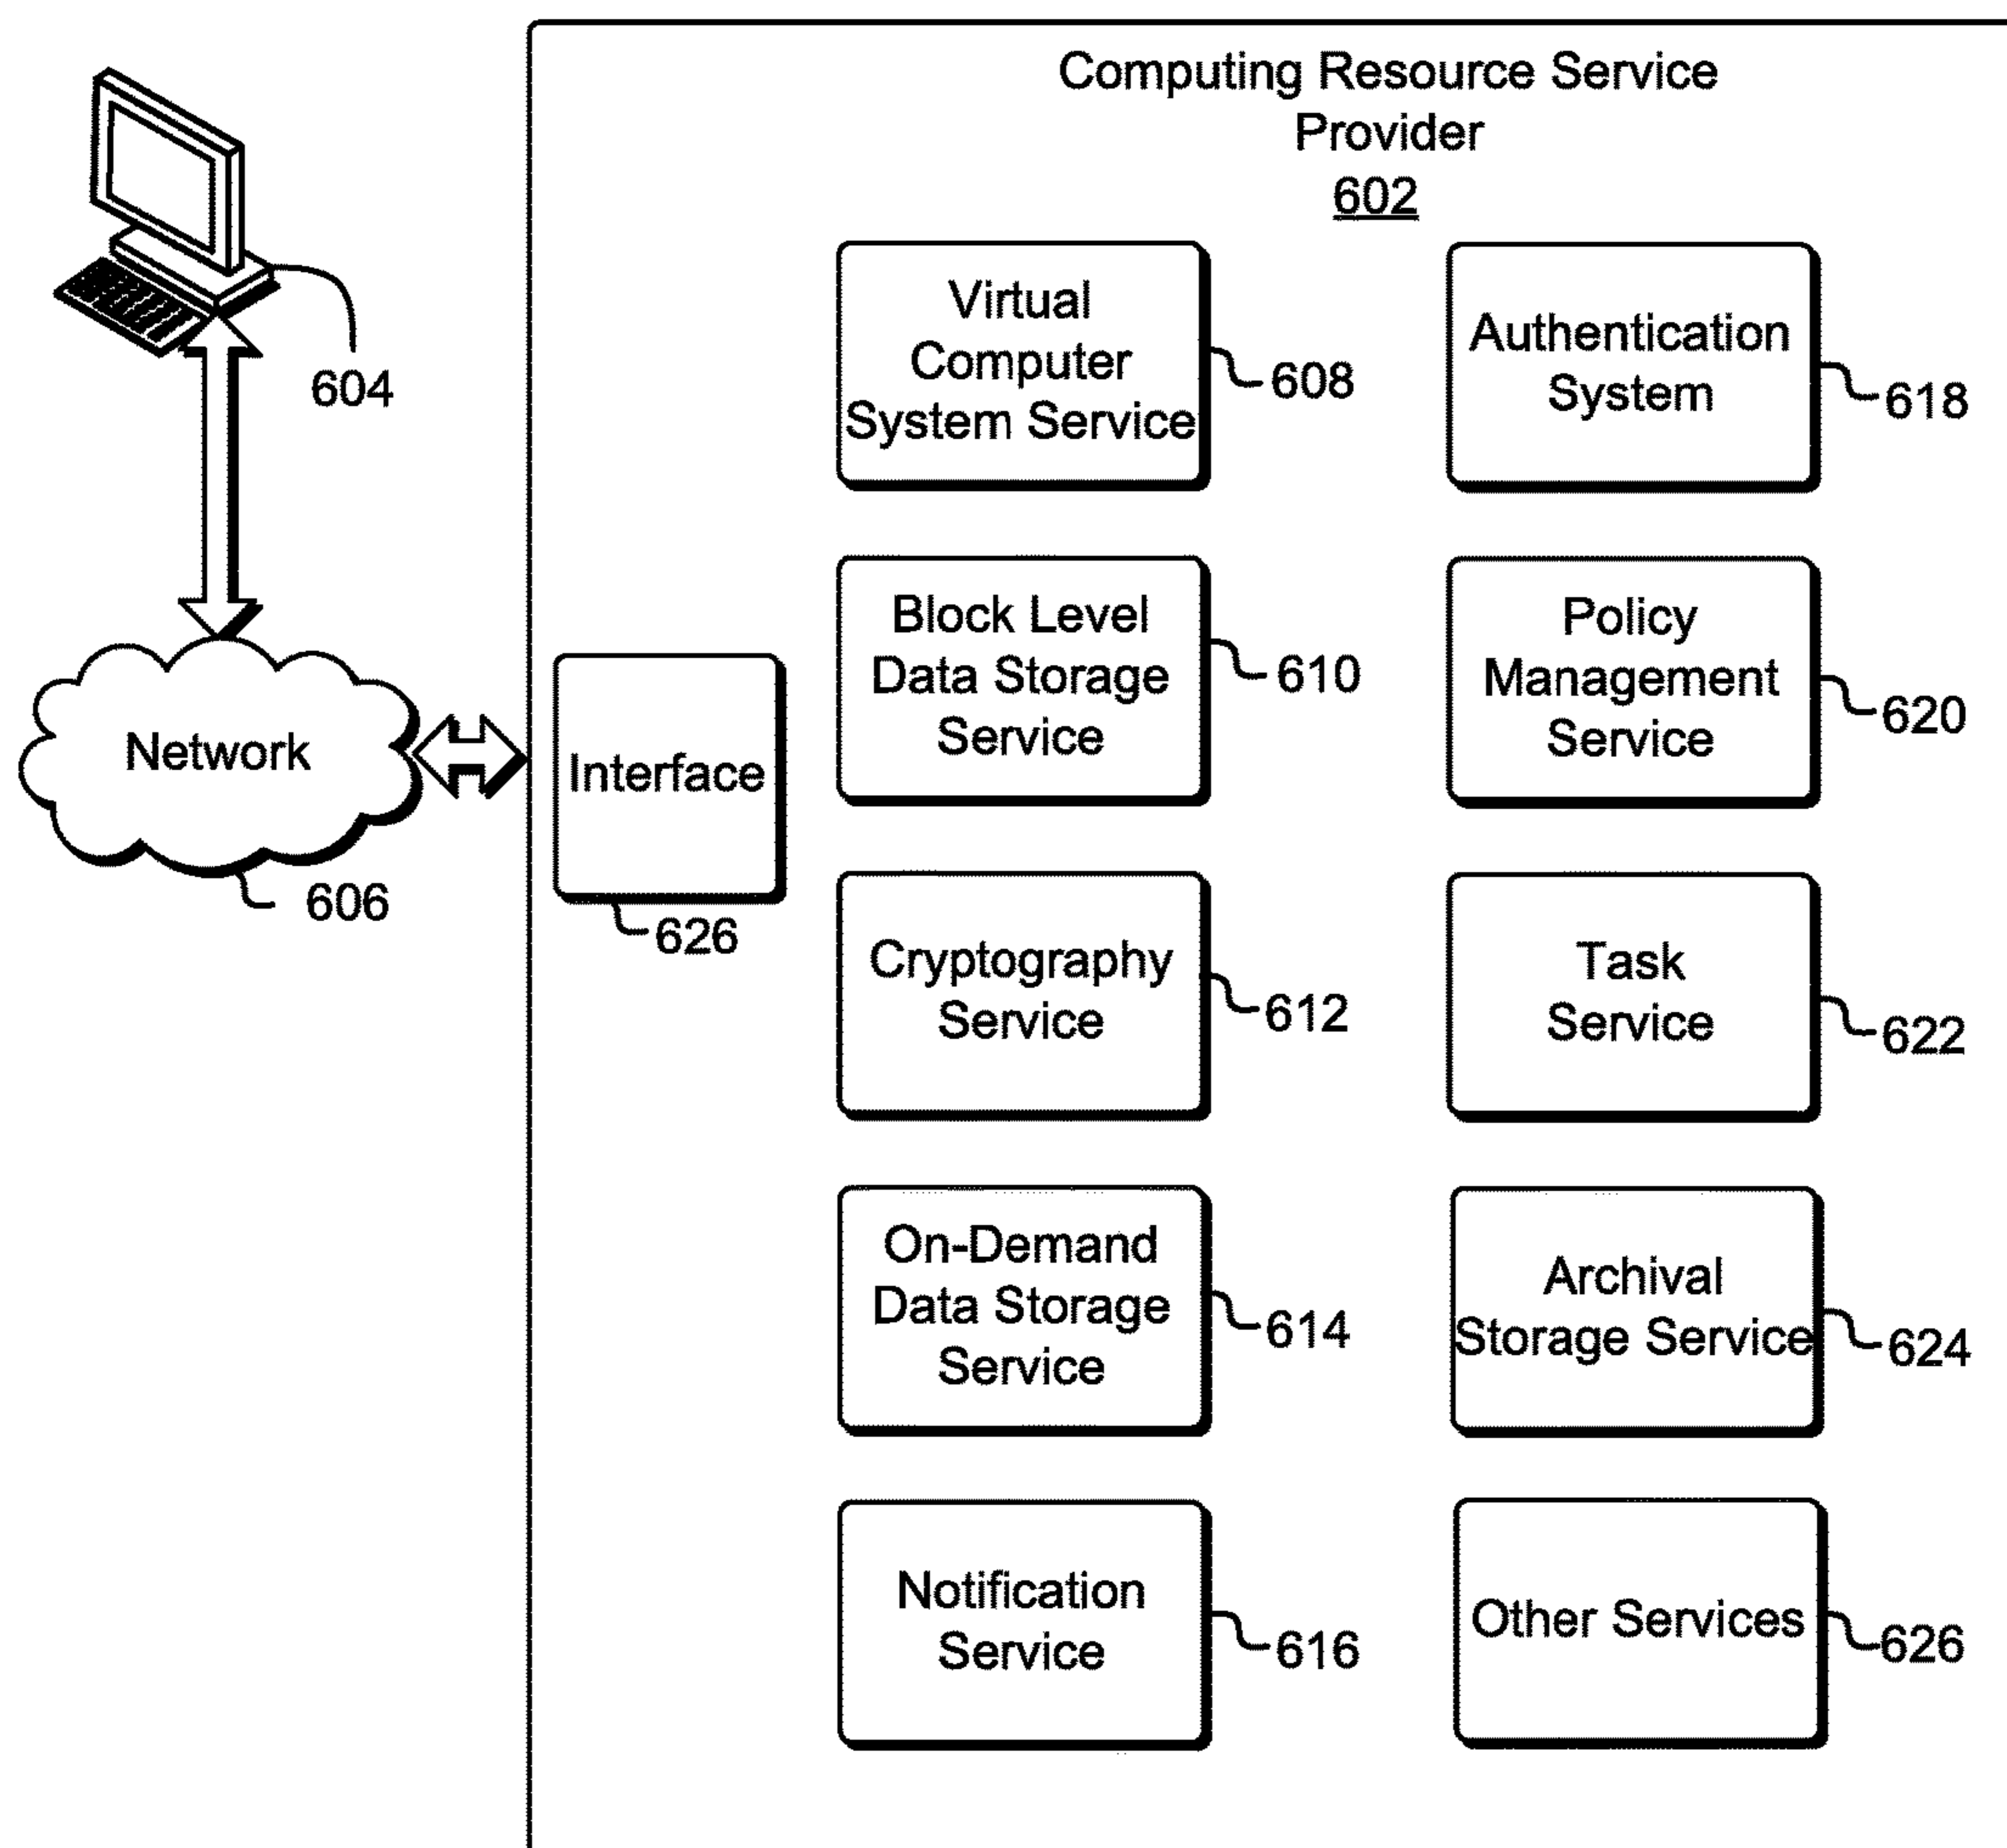 Computing Resource Service
Provider
602
604
Network
606
Interface
626
Virtual
Computer
System Service
608
Authentication
System
618
Block Level
Data Storage
Service
610
Policy
Management
Service
620
Cryptography
Service
612
Task
Service
622
On-Demand
Data Storage
Service
614
Archival
Storage Service
624
Notification
Service
616
Other Services
626